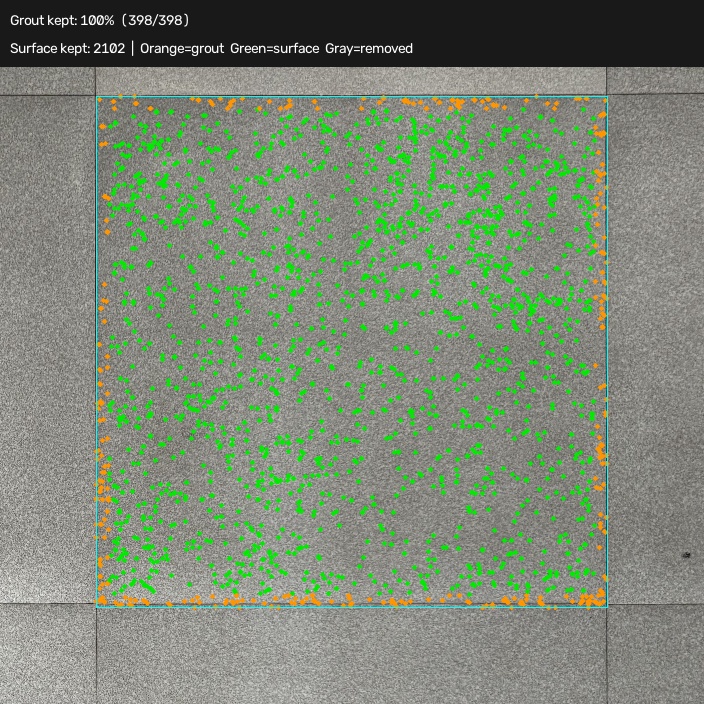 Grout kept: 100%  (398/398)
Surface kept: 2102 | Orange=grout  Green=surface  Gray=removed